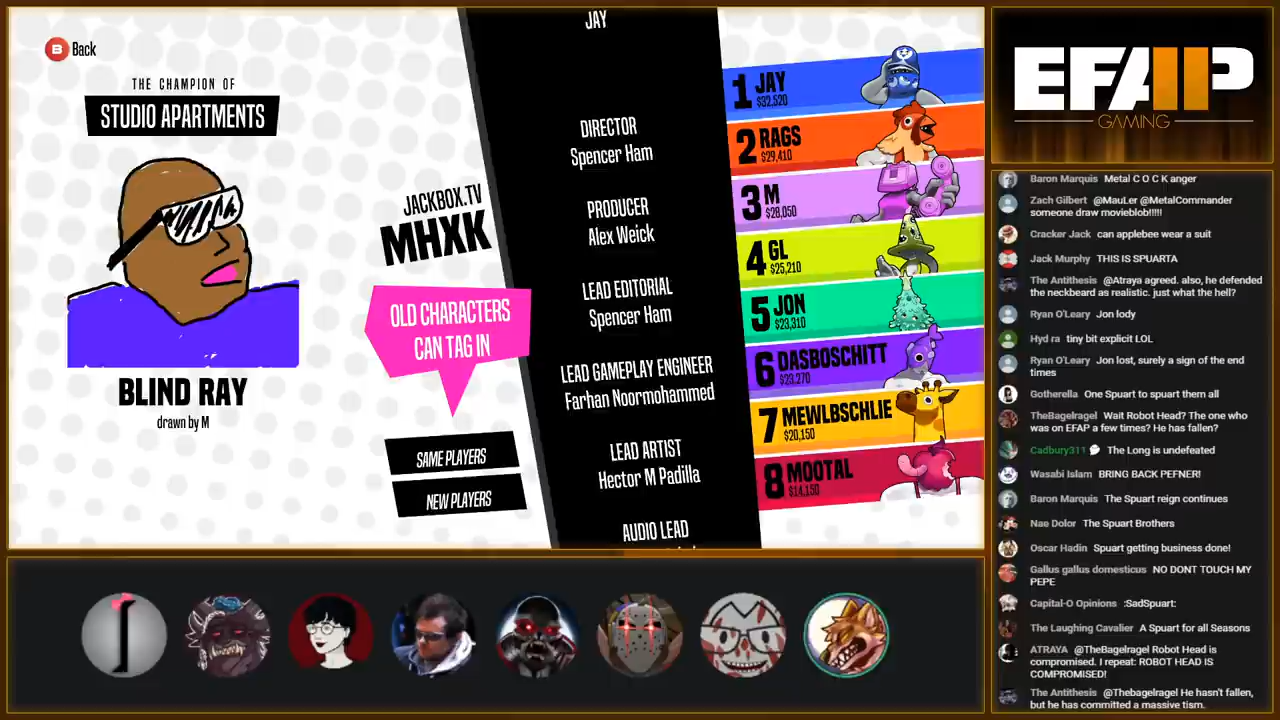 B Back
THE CHAMPION OF
STUDIO APARTMENTS
BLIND RAY
drawn by M
JACKBOX.TV
MHXK
OLD CHARACTERS
CAN TAG IN
SAME PLAYERS
NEW PLAYERS
JAY
DIRECTOR
Spencer Ham
PRODUCER
Alex Weick
LEAD EDITORIAL
Spencer Ham
LEAD GAMEPLAY ENGINEER
Farhan Noormohammed
LEAD ARTIST
Hector M Padilla
AUDIO LEAD
1 JAY
$32,520
2 RAGS
$29,410
3 M
$28,050
4 GL
$25,210
5 JON
$23,310
6 DASBOSCHITT
$23,270
7 MEWLBSCHLIE
$20,150
8 MOOTAL
$14,150
EFAP
GAMING
Baron Marquis Metal C O C K anger
Zach Gilbert @MauLer @MetalCommander
someone draw movieblob!!!!!
Cracker Jack can applebee wear a suit
Jack Murphy THIS IS SPUARTA
The Antithesis @Atraya agreed. also, he defended
the neckbeard as realistic. just what the hell?
Ryan O'Leary Jon lody
Hyd ra tiny bit explicit LOL
Ryan O'Leary Jon lost, surely a sign of the end
times
Gotherella One Spuart to spuart them all
TheBagelragel Wait Robot Head? The one who
was on EFAP a few times? He has fallen?
Cadbury311 The Long is undefeated
Wasabi Islam BRING BACK PEFNER!
Baron Marquis The Spuart reign continues
Nae Dolor The Spuart Brothers
Oscar Hadin Spuart getting business done!
Gallus gallus domesticus NO DONT TOUCH MY
PEPE
Capital-O Opinions :SadSpuart:
The Laughing Cavalier A Spuart for all Seasons
ATRAYA @TheBagelragel Robot Head is
compromised. I repeat: ROBOT HEAD IS
COMPROMISED!
The Antithesis @Thebagelragel He hasn't fallen,
but he has committed a massive tism.